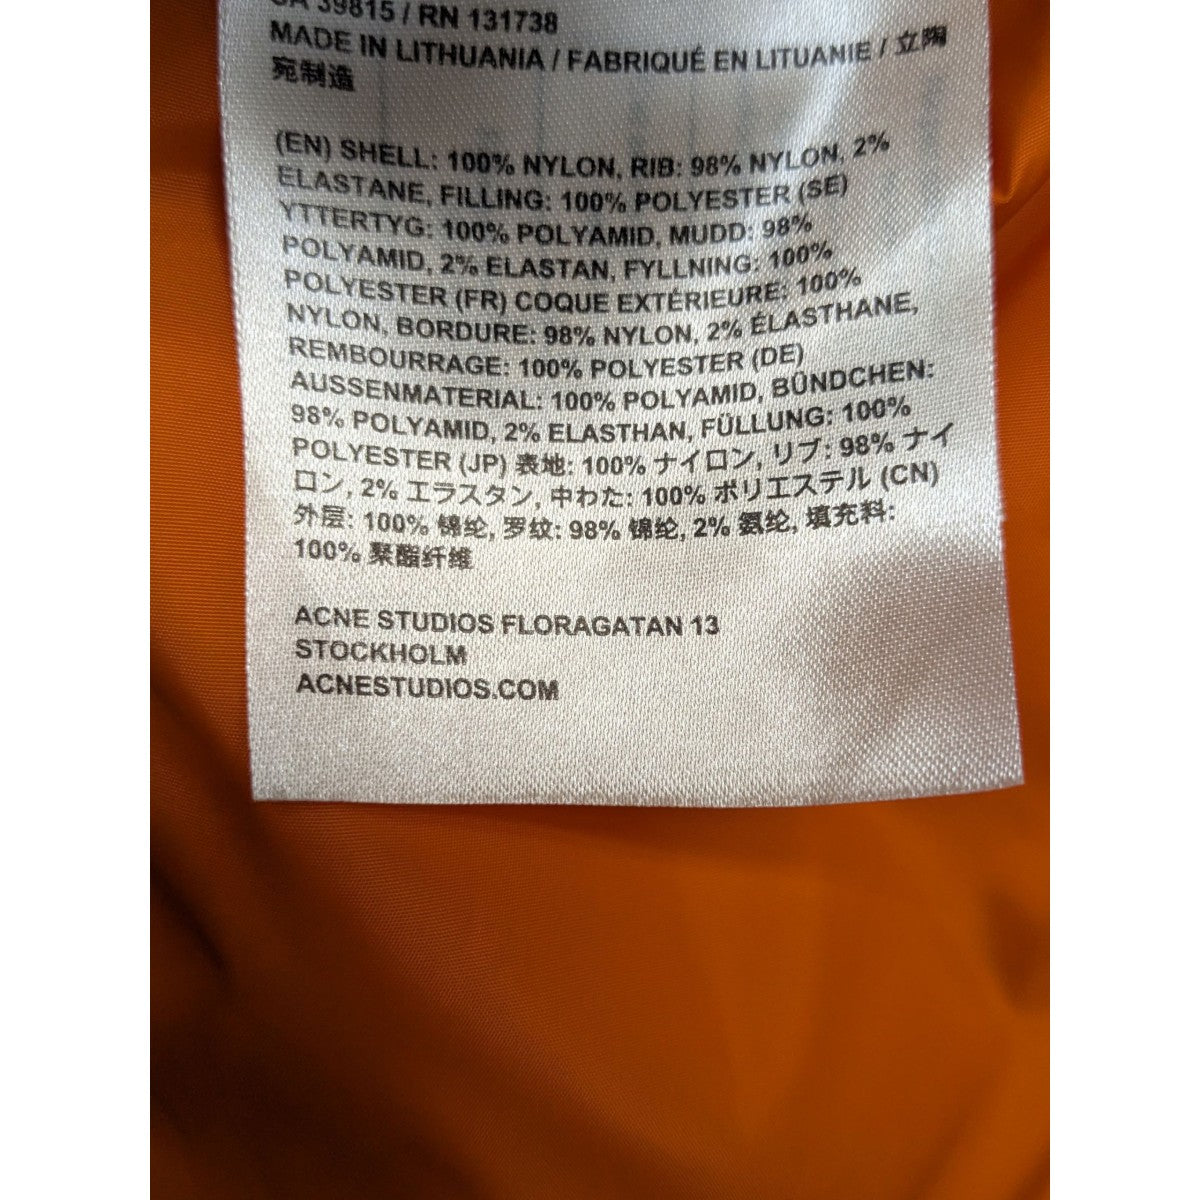 CA 39815 / RN 131738
MADE IN LITHUANIA / FABRIQUÉ EN LITUANIE / 立陶
宛制造
(EN) SHELL: 100% NYLON, RIB: 98% NYLON, 2%
ELASTANE, FILLING: 100% POLYESTER (SE)
YTTERTYG: 100% POLYAMID, MUDD: 98%
POLYAMID, 2% ELASTAN, FYLLNING: 100%
POLYESTER (FR) COQUE EXTÉRIEURE: 100%
NYLON, BORDURE: 98% NYLON, 2% ÉLASTHANE,
REMBOURRAGE: 100% POLYESTER (DE)
AUSSENMATERIAL: 100% POLYAMID, BÜNDCHEN:
98% POLYAMID, 2% ELASTHAN, FÜLLUNG: 100%
POLYESTER (JP) 表地: 100% ナイロン, リブ: 98% ナイ
ロン, 2% エラスタン, 中わた: 100% ポリエステル (CN)
外层: 100% 锦纶, 罗纹: 98% 锦纶, 2% 氨纶, 填充料:
100% 聚酯纤维
ACNE STUDIOS FLORAGATAN 13
STOCKHOLM
ACNESTUDIOS.COM